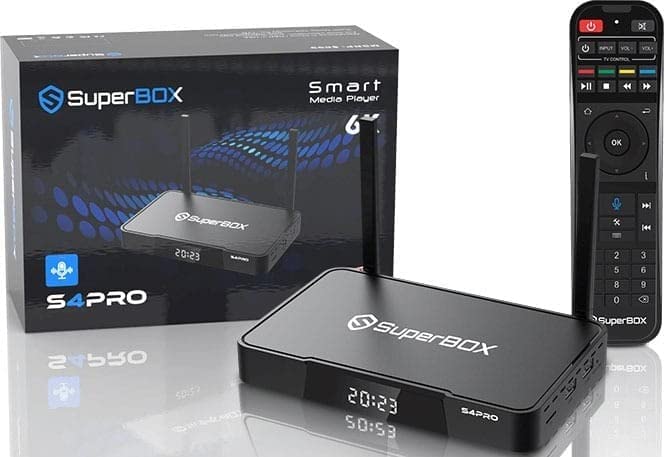 SUPERBOX
Smart
Media Player
6K
SUPERBOX
20:23
S4PRO
S4PRO
SUPERBOX
20:23
S4PRO
INPUT VOL- VOL+
TV CONTROL
OK
1 2 3
4 5 6
7 8 9
0
SUPERBOX